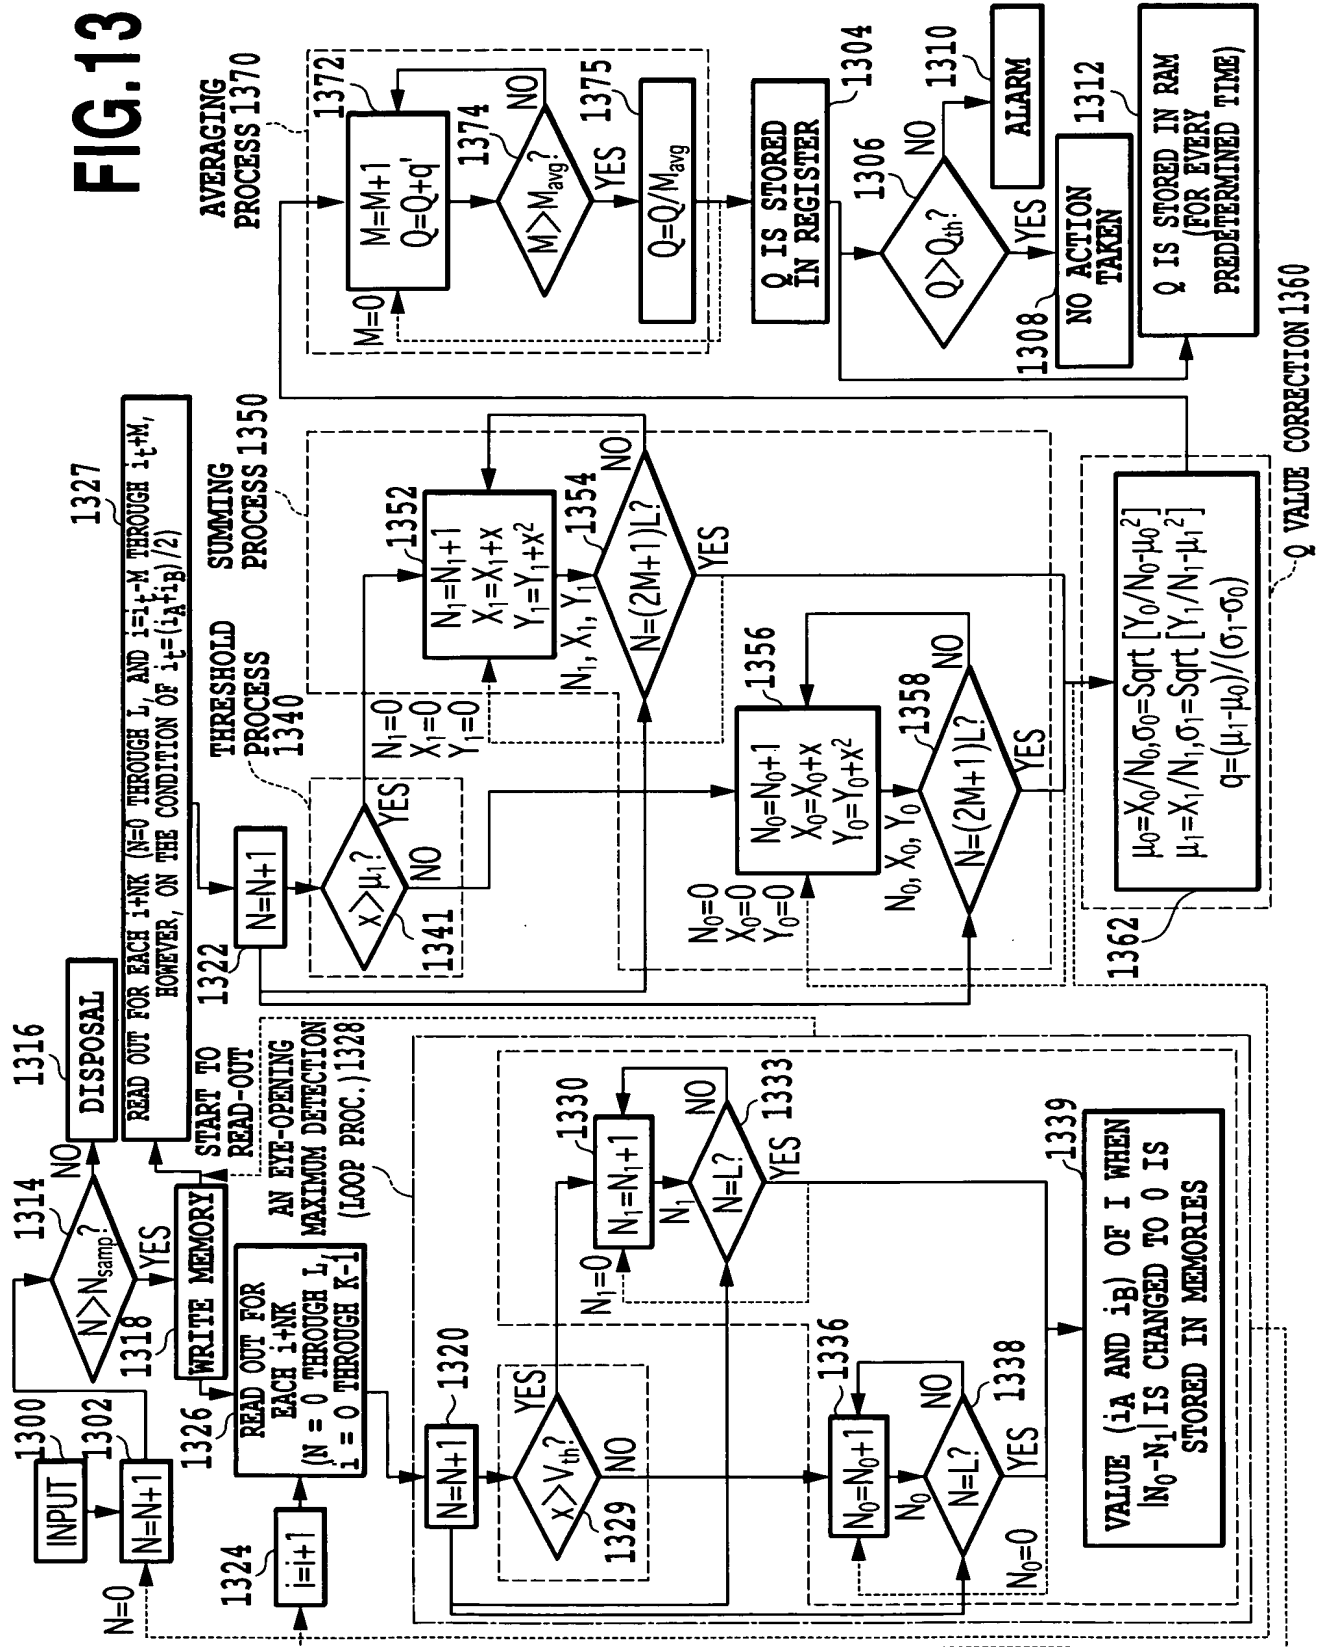 FIG.13
1300
INPUT
1302
N=0
N=N+1
1314
N>Nsamp?
NO
YES
1316
DISPOSAL
1318
WRITE MEMORY
START TO
READ-OUT
1324
i=i+1
1326
READ OUT FOR
EACH i+NK
(N = 0 THROUGH L,
i = 0 THROUGH K-1
AN EYE-OPENING
MAXIMUM DETECTION
(LOOP PROC.)1328
1320
N=N+1
x>Vth?
1329
YES
NO
1330
N1=0
N1=N1+1
N1
1333
N=L?
NO
YES
1336
N0=N0+1
N0
1338
N=L?
NO
YES
N0=0
1339
VALUE (iA AND iB) OF I WHEN
|N0-N1| IS CHANGED TO 0 IS
STORED IN MEMORIES
1327
READ OUT FOR EACH i+NK (N=0 THROUGH L, AND i=it-M THROUGH it+M,
HOWEVER, ON THE CONDITION OF it=(iA+iB)/2)
1322
N=N+1
THRESHOLD
PROCESS
1340
x>μ1?
1341
YES
NO
SUMMING
PROCESS 1350
1352
N1=0
X1=0
Y1=0
N1=N1+1
X1=X1+x
Y1=Y1+x²
N1, X1, Y1
1354
N=(2M+1)L?
NO
YES
1356
N0=0
X0=0
Y0=0
N0=N0+1
X0=X0+x
Y0=Y0+x²
N0, X0, Y0
1358
N=(2M+1)L?
NO
YES
1362
μ0=X0/N0,σ0=Sqrt [Y0/N0-μ0²]
μ1=X1/N1,σ1=Sqrt [Y1/N1-μ1²]
q=(μ1-μ0)/(σ1-σ0)
Q VALUE CORRECTION 1360
AVERAGING
PROCESS 1370
1372
M=0
M=M+1
Q=Q+q'
1374
M>Mavg?
NO
YES
1375
Q=Q/Mavg
1304
Q IS STORED
IN REGISTER
1306
Q>Qth?
NO
YES
1310
ALARM
1308
NO ACTION
TAKEN
1312
Q IS STORED IN RAM
(FOR EVERY
PREDETERMINED TIME)